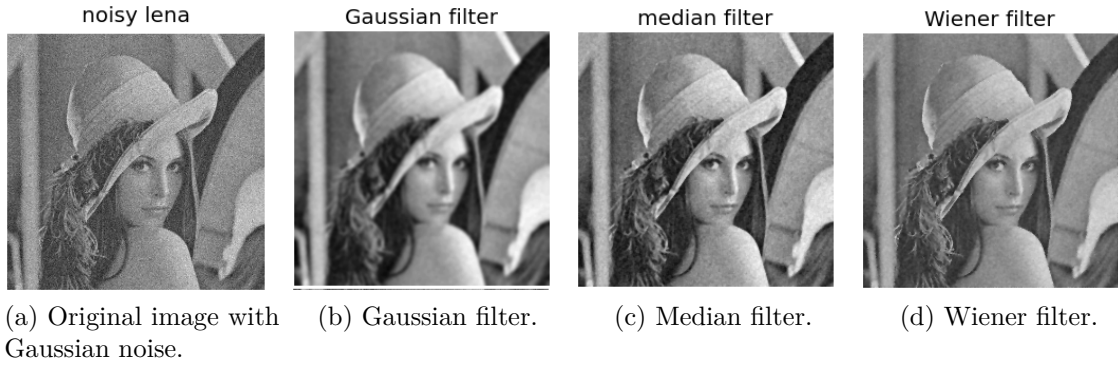 noisy lena
Gaussian filter
median filter
Wiener filter
(a) Original image with
Gaussian noise.
(b) Gaussian filter.
(c) Median filter.
(d) Wiener filter.